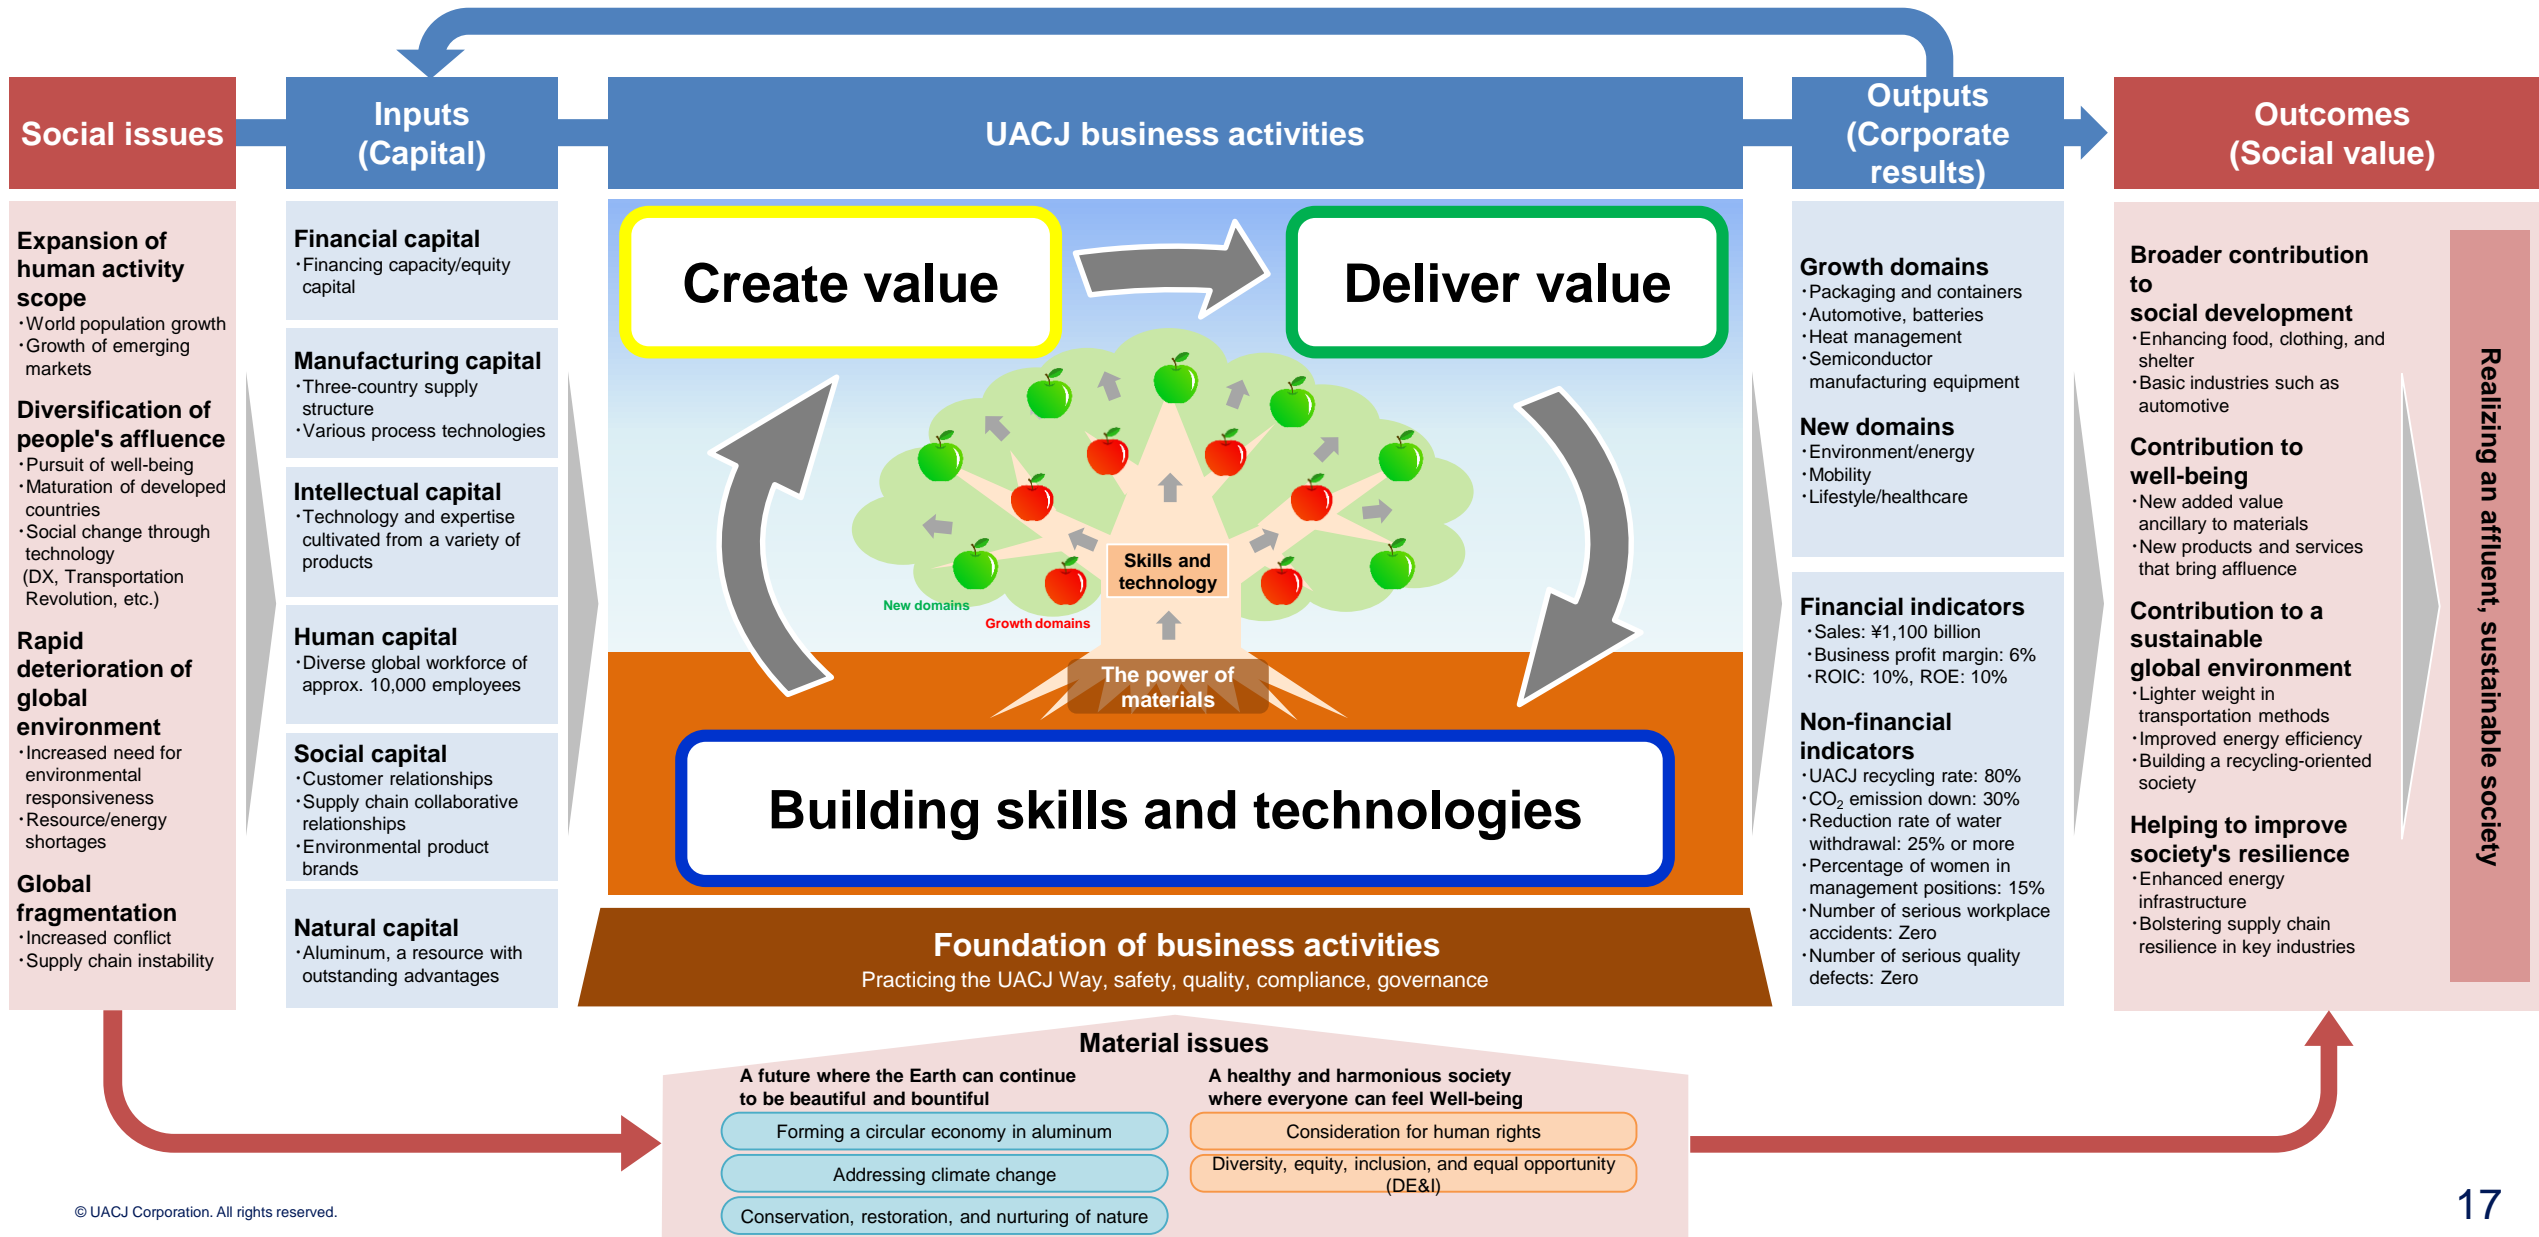 Social issues
Inputs
(Capital)
UACJ business activities
Outputs
(Corporate
results)
Outcomes
(Social value)
Expansion of
human activity
scope
・World population growth
・Growth of emerging
markets
Diversification of
people's affluence
・Pursuit of well-being
・Maturation of developed
countries
・Social change through
technology
(DX, Transportation
Revolution, etc.)
Rapid
deterioration of
global
environment
・Increased need for
environmental
responsiveness
・Resource/energy
shortages
Global
fragmentation
・Increased conflict
・Supply chain instability
Financial capital
・Financing capacity/equity
capital
Manufacturing capital
・Three-country supply
structure
・Various process technologies
Intellectual capital
・Technology and expertise
cultivated from a variety of
products
Human capital
・Diverse global workforce of
approx. 10,000 employees
Social capital
・Customer relationships
・Supply chain collaborative
relationships
・Environmental product
brands
Natural capital
・Aluminum, a resource with
outstanding advantages
Create value
Deliver value
Skills and
technology
New domains
Growth domains
The power of
materials
Building skills and technologies
Foundation of business activities
Practicing the UACJ Way, safety, quality, compliance, governance
Growth domains
・Packaging and containers
・Automotive, batteries
・Heat management
・Semiconductor
manufacturing equipment
New domains
・Environment/energy
・Mobility
・Lifestyle/healthcare
Financial indicators
・Sales: ¥1,100 billion
・Business profit margin: 6%
・ROIC: 10%, ROE: 10%
Non-financial
indicators
・UACJ recycling rate: 80%
・CO₂ emission down: 30%
・Reduction rate of water
withdrawal: 25% or more
・Percentage of women in
management positions: 15%
・Number of serious workplace
accidents: Zero
・Number of serious quality
defects: Zero
Broader contribution
to
social development
・Enhancing food, clothing, and
shelter
・Basic industries such as
automotive
Contribution to
well-being
・New added value
ancillary to materials
・New products and services
that bring affluence
Contribution to a
sustainable
global environment
・Lighter weight in
transportation methods
・Improved energy efficiency
・Building a recycling-oriented
society
Helping to improve
society's resilience
・Enhanced energy
infrastructure
・Bolstering supply chain
resilience in key industries
Realizing an affluent, sustainable society
Material issues
A future where the Earth can continue
to be beautiful and bountiful
Forming a circular economy in aluminum
Addressing climate change
Conservation, restoration, and nurturing of nature
A healthy and harmonious society
where everyone can feel Well-being
Consideration for human rights
Diversity, equity, inclusion, and equal opportunity
(DE&I)
© UACJ Corporation. All rights reserved.
17